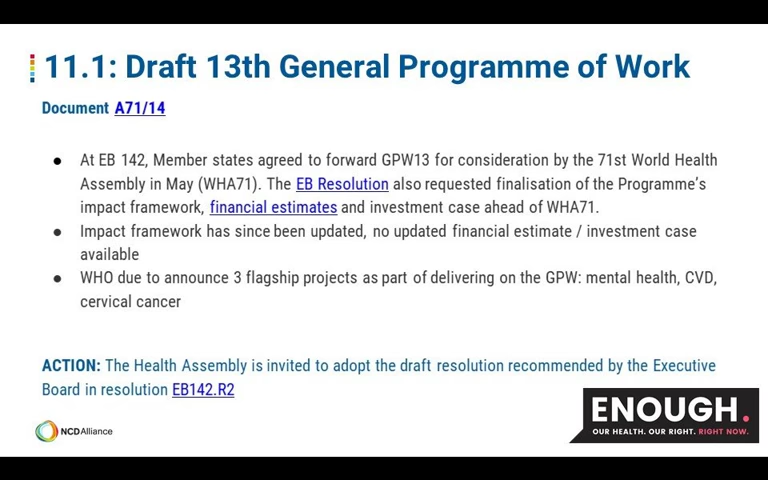 11.1: Draft 13th General Programme of Work
Document A71/14
● At EB 142, Member states agreed to forward GPW13 for consideration by the 71st World Health
Assembly in May (WHA71). The EB Resolution also requested finalisation of the Programme's
impact framework, financial estimates and investment case ahead of WHA71.
● Impact framework has since been updated, no updated financial estimate / investment case
available
● WHO due to announce 3 flagship projects as part of delivering on the GPW: mental health, CVD,
cervical cancer
ACTION: The Health Assembly is invited to adopt the draft resolution recommended by the Executive
Board in resolution EB142.R2
NCDAlliance
ENOUGH.
OUR HEALTH. OUR RIGHT. RIGHT NOW.